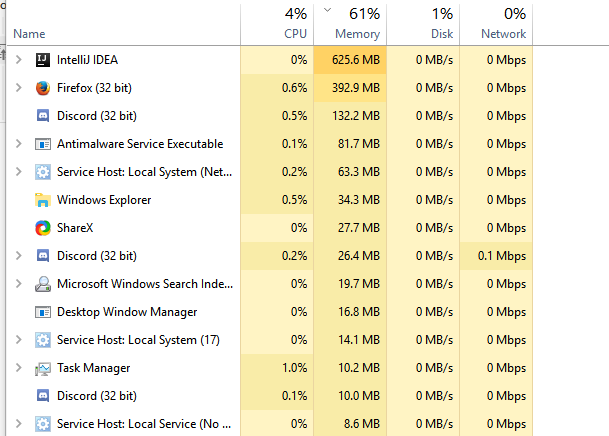 4% 61% 1% 0%
Name CPU Memory Disk Network
IntelliJ IDEA 0% 625.6 MB 0 MB/s 0 Mbps
Firefox (32 bit) 0.6% 392.9 MB 0 MB/s 0 Mbps
Discord (32 bit) 0.5% 132.2 MB 0 MB/s 0 Mbps
Antimalware Service Executable 0.1% 81.7 MB 0 MB/s 0 Mbps
Service Host: Local System (Net... 0.2% 63.3 MB 0 MB/s 0 Mbps
Windows Explorer 0.5% 34.3 MB 0 MB/s 0 Mbps
ShareX 0% 27.7 MB 0 MB/s 0 Mbps
Discord (32 bit) 0.2% 26.4 MB 0 MB/s 0.1 Mbps
Microsoft Windows Search Inde... 0% 19.7 MB 0 MB/s 0 Mbps
Desktop Window Manager 0% 16.8 MB 0 MB/s 0 Mbps
Service Host: Local System (17) 0% 14.1 MB 0 MB/s 0 Mbps
Task Manager 1.0% 10.2 MB 0 MB/s 0 Mbps
Discord (32 bit) 0.1% 10.0 MB 0 MB/s 0 Mbps
Service Host: Local Service (No ... 0% 8.6 MB 0 MB/s 0 Mbps